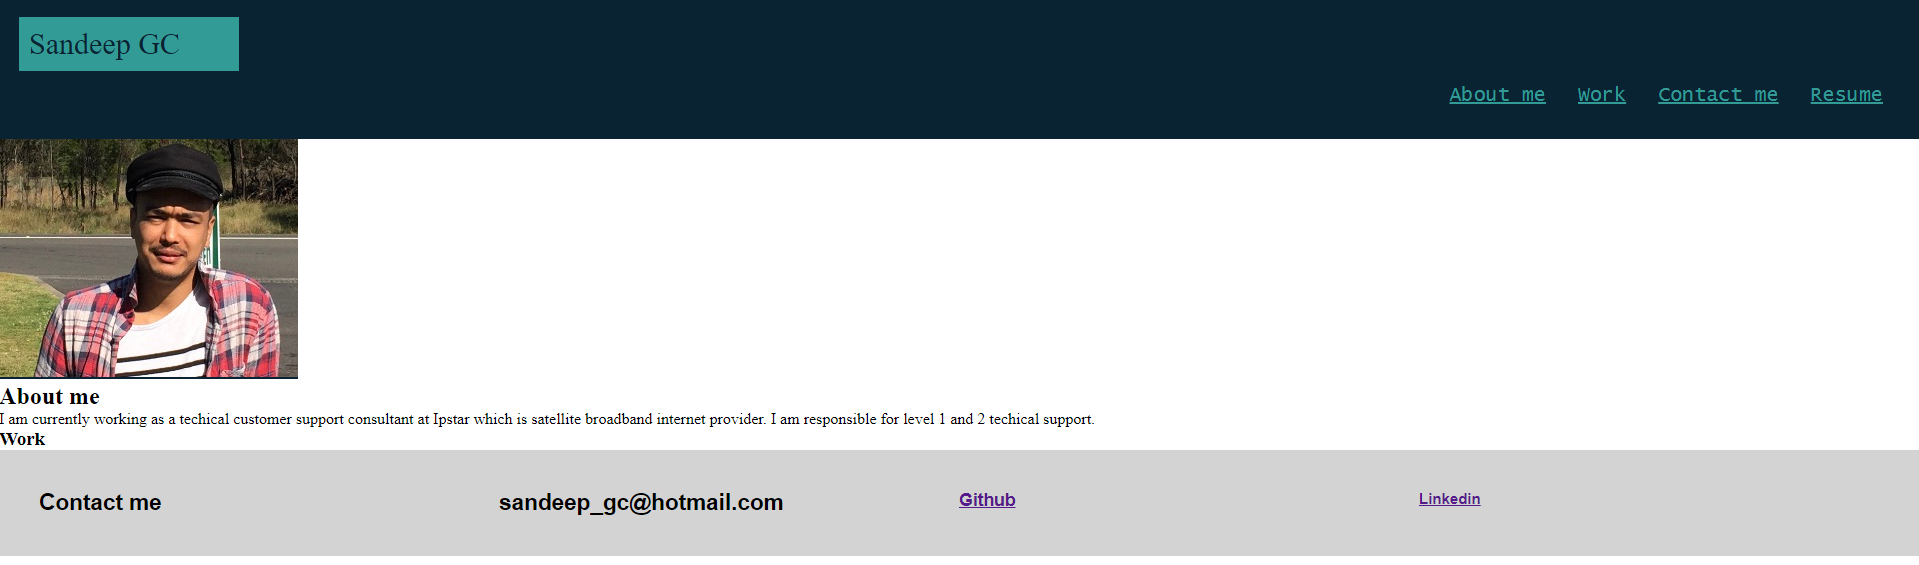 Sandeep GC
About me Work Contact me Resume
About me
I am currently working as a techical customer support consultant at Ipstar which is satellite broadband internet provider. I am responsible for level 1 and 2 techical support.
Work
Contact me sandeep_gc@hotmail.com Github Linkedin